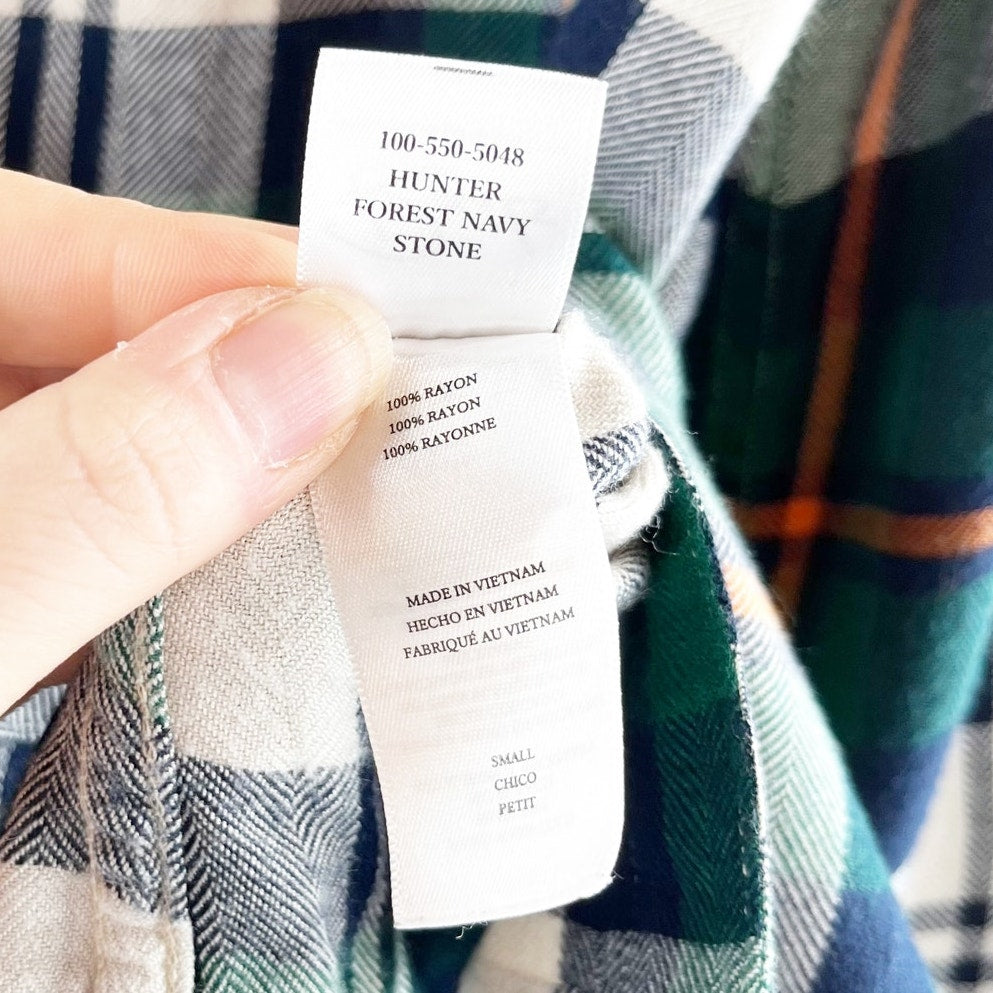 100-550-5048
HUNTER
FOREST NAVY
STONE
100% RAYON
100% RAYON
100% RAYONNE
MADE IN VIETNAM
HECHO EN VIETNAM
FABRIQUÉ AU VIETNAM
SMALL
CHICO
PETIT